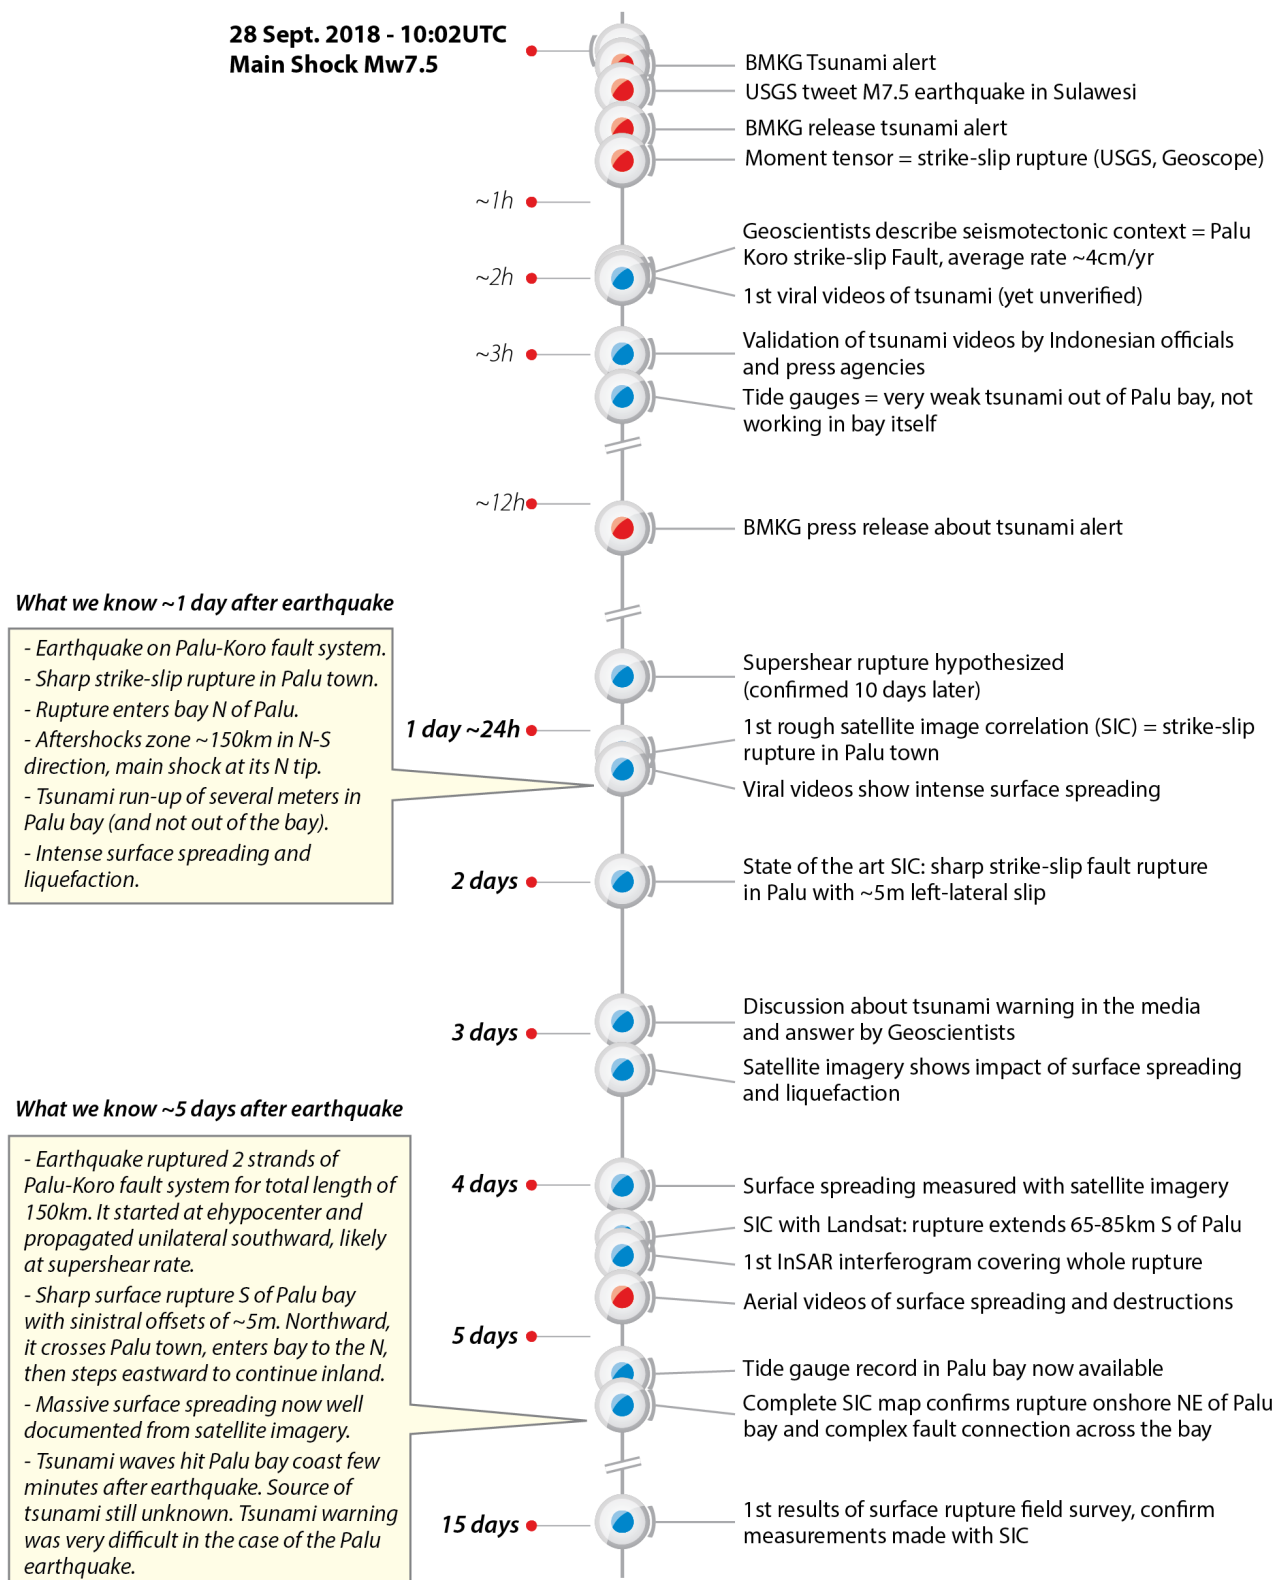 28 Sept. 2018 - 10:02UTC
Main Shock Mw7.5
BMKG Tsunami alert
USGS tweet M7.5 earthquake in Sulawesi
BMKG release tsunami alert
Moment tensor = strike-slip rupture (USGS, Geoscope)
~1h
Geoscientists describe seismotectonic context = Palu
Koro strike-slip Fault, average rate ~4cm/yr
~2h
1st viral videos of tsunami (yet unverified)
~3h
Validation of tsunami videos by Indonesian officials
and press agencies
Tide gauges = very weak tsunami out of Palu bay, not
working in bay itself
~12h
BMKG press release about tsunami alert
What we know ~1 day after earthquake
- Earthquake on Palu-Koro fault system.
- Sharp strike-slip rupture in Palu town.
- Rupture enters bay N of Palu.
- Aftershocks zone ~150km in N-S
direction, main shock at its N tip.
- Tsunami run-up of several meters in
Palu bay (and not out of the bay).
- Intense surface spreading and
liquefaction.
Supershear rupture hypothesized
(confirmed 10 days later)
1 day ~24h
1st rough satellite image correlation (SIC) = strike-slip
rupture in Palu town
Viral videos show intense surface spreading
2 days
State of the art SIC: sharp strike-slip fault rupture
in Palu with ~5m left-lateral slip
3 days
Discussion about tsunami warning in the media
and answer by Geoscientists
Satellite imagery shows impact of surface spreading
and liquefaction
What we know ~5 days after earthquake
- Earthquake ruptured 2 strands of
Palu-Koro fault system for total length of
150km. It started at ehypocenter and
propagated unilateral southward, likely
at supershear rate.
- Sharp surface rupture S of Palu bay
with sinistral offsets of ~5m. Northward,
it crosses Palu town, enters bay to the N,
then steps eastward to continue inland.
- Massive surface spreading now well
documented from satellite imagery.
- Tsunami waves hit Palu bay coast few
minutes after earthquake. Source of
tsunami still unknown. Tsunami warning
was very difficult in the case of the Palu
earthquake.
4 days
Surface spreading measured with satellite imagery
SIC with Landsat: rupture extends 65-85km S of Palu
1st InSAR interferogram covering whole rupture
Aerial videos of surface spreading and destructions
5 days
Tide gauge record in Palu bay now available
Complete SIC map confirms rupture onshore NE of Palu
bay and complex fault connection across the bay
15 days
1st results of surface rupture field survey, confirm
measurements made with SIC